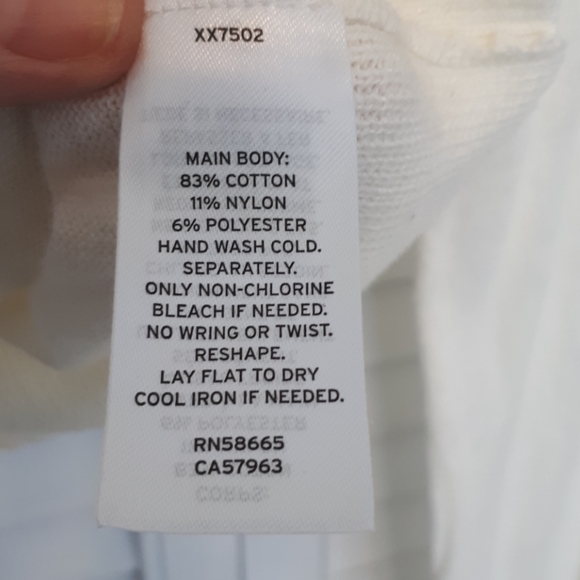 XX7502
MAIN BODY:
83% COTTON
11% NYLON
6% POLYESTER
HAND WASH COLD.
SEPARATELY.
ONLY NON-CHLORINE
BLEACH IF NEEDED.
NO WRING OR TWIST.
RESHAPE.
LAY FLAT TO DRY
COOL IRON IF NEEDED.
RN58665
CA57963